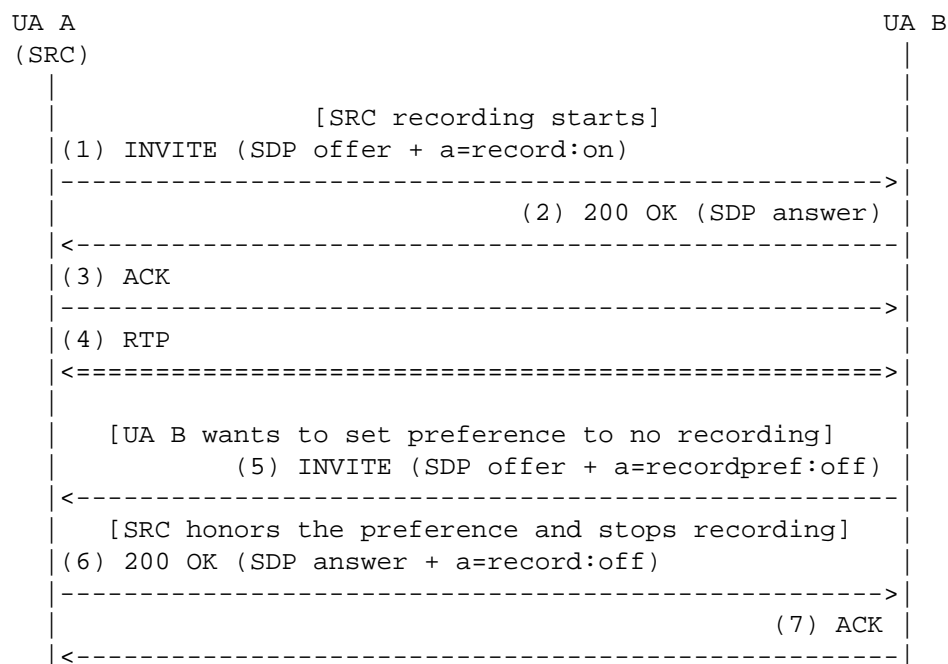 UA A UA B
(SRC)
[SRC recording starts]
(1) INVITE (SDP offer + a=record:on)
(2) 200 OK (SDP answer)
(3) ACK
(4) RTP
[UA B wants to set preference to no recording]
(5) INVITE (SDP offer + a=recordpref:off)
[SRC honors the preference and stops recording]
(6) 200 OK (SDP answer + a=record:off)
(7) ACK